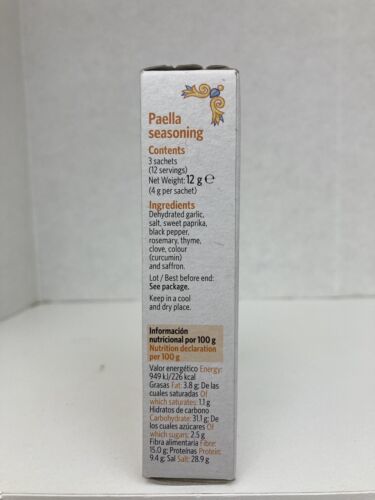 Paella
seasoning
Contents
3 sachets
(12 servings)
Net Weight: 12 g ℮
(4 g per sachet)
Ingredients
Dehydrated garlic,
salt, sweet paprika,
black pepper,
rosemary, thyme,
clove, colour
(curcumin)
and saffron.
Lot / Best before end:
See package.
Keep in a cool
and dry place.
Información
nutricional por 100 g
Nutrition declaration
per 100 g
Valor energético Energy:
949 kJ/226 kcal
Grasas Fat: 3.8 g; De las
cuales saturadas Of
which saturates: 1.1 g
Hidratos de carbono
Carbohydrate: 31.1 g; De
los cuales azúcares Of
which sugars: 2.5 g
Fibra alimentaria Fibre:
15.0 g; Proteínas Protein:
9.4 g; Sal Salt: 28.9 g